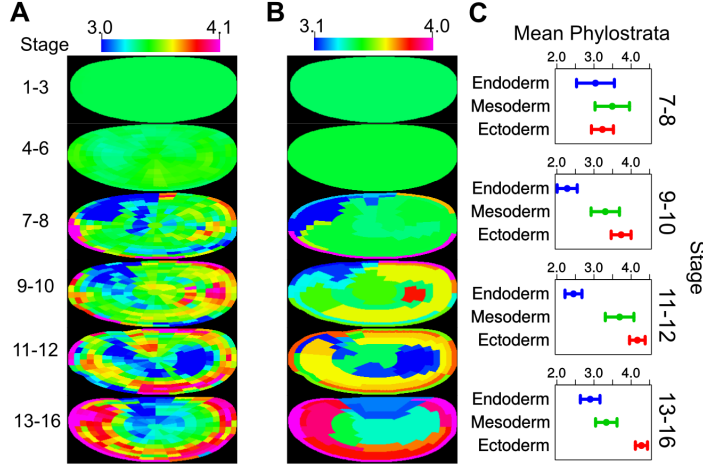 A
B
C
Stage
3.0
4.1
3.1
4.0
Mean Phylostrata
1-3
4-6
7-8
9-10
11-12
13-16
2.0 3.0 4.0
Endoderm
Mesoderm
Ectoderm
7-8
2.0 3.0 4.0
Endoderm
Mesoderm
Ectoderm
9-10
2.0 3.0 4.0
Endoderm
Mesoderm
Ectoderm
11-12
2.0 3.0 4.0
Endoderm
Mesoderm
Ectoderm
13-16
Stage